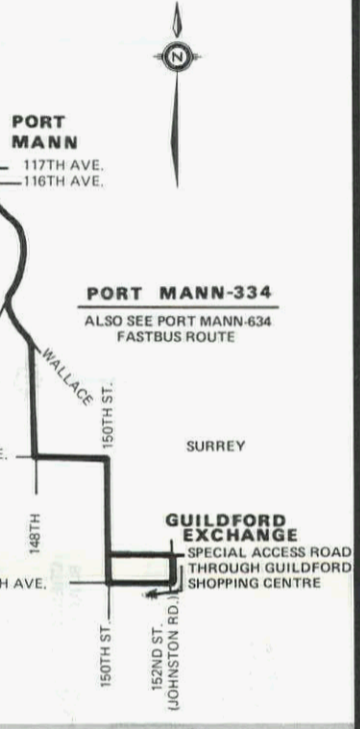 N
PORT
MANN
117TH AVE.
116TH AVE.
PORT MANN-334
ALSO SEE PORT MANN-634
FASTBUS ROUTE
WALLACE
150TH ST.
E.
SURREY
148TH
GUILDFORD
EXCHANGE
SPECIAL ACCESS ROAD
THROUGH GUILDFORD
SHOPPING CENTRE
H AVE.
150TH ST.
152ND ST.
(JOHNSTON RD.)